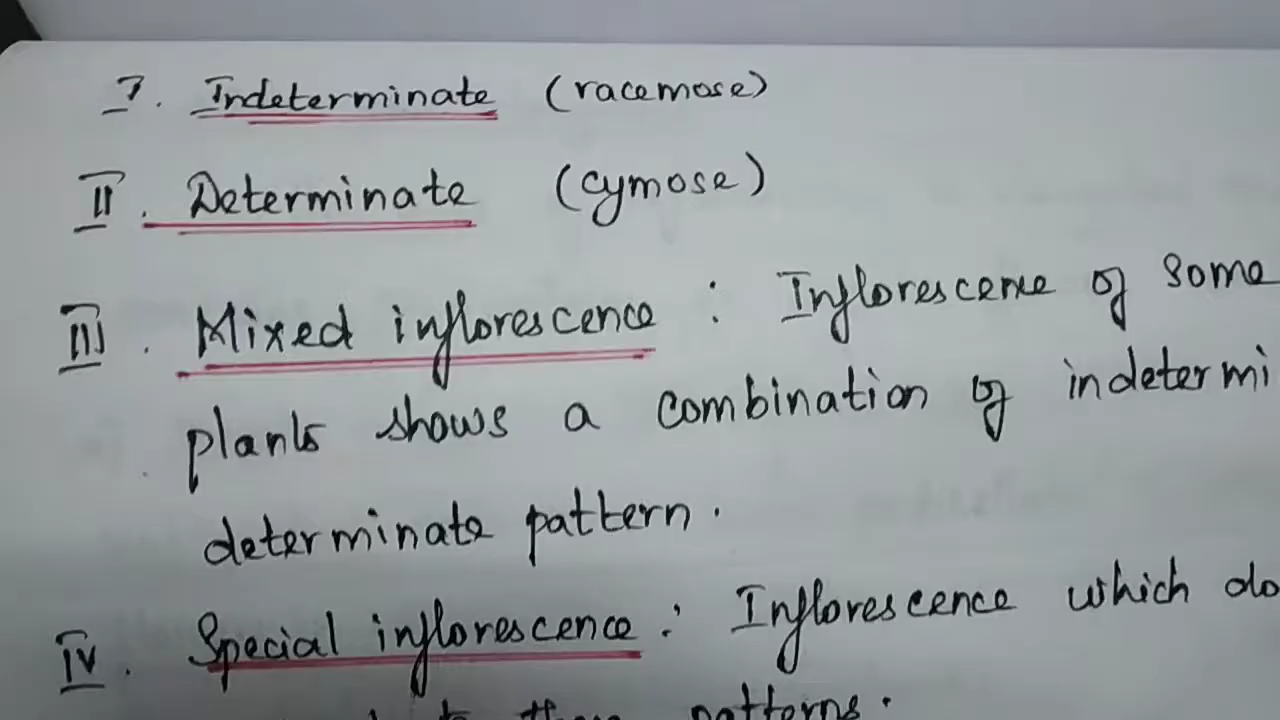 I. Indeterminate (racemose)
II. Determinate (cymose)
III. Mixed inflorescence : Inflorescence of some
plants shows a combination of indetermi
determinate pattern.
IV. Special inflorescence : Inflorescence which do
patterns.